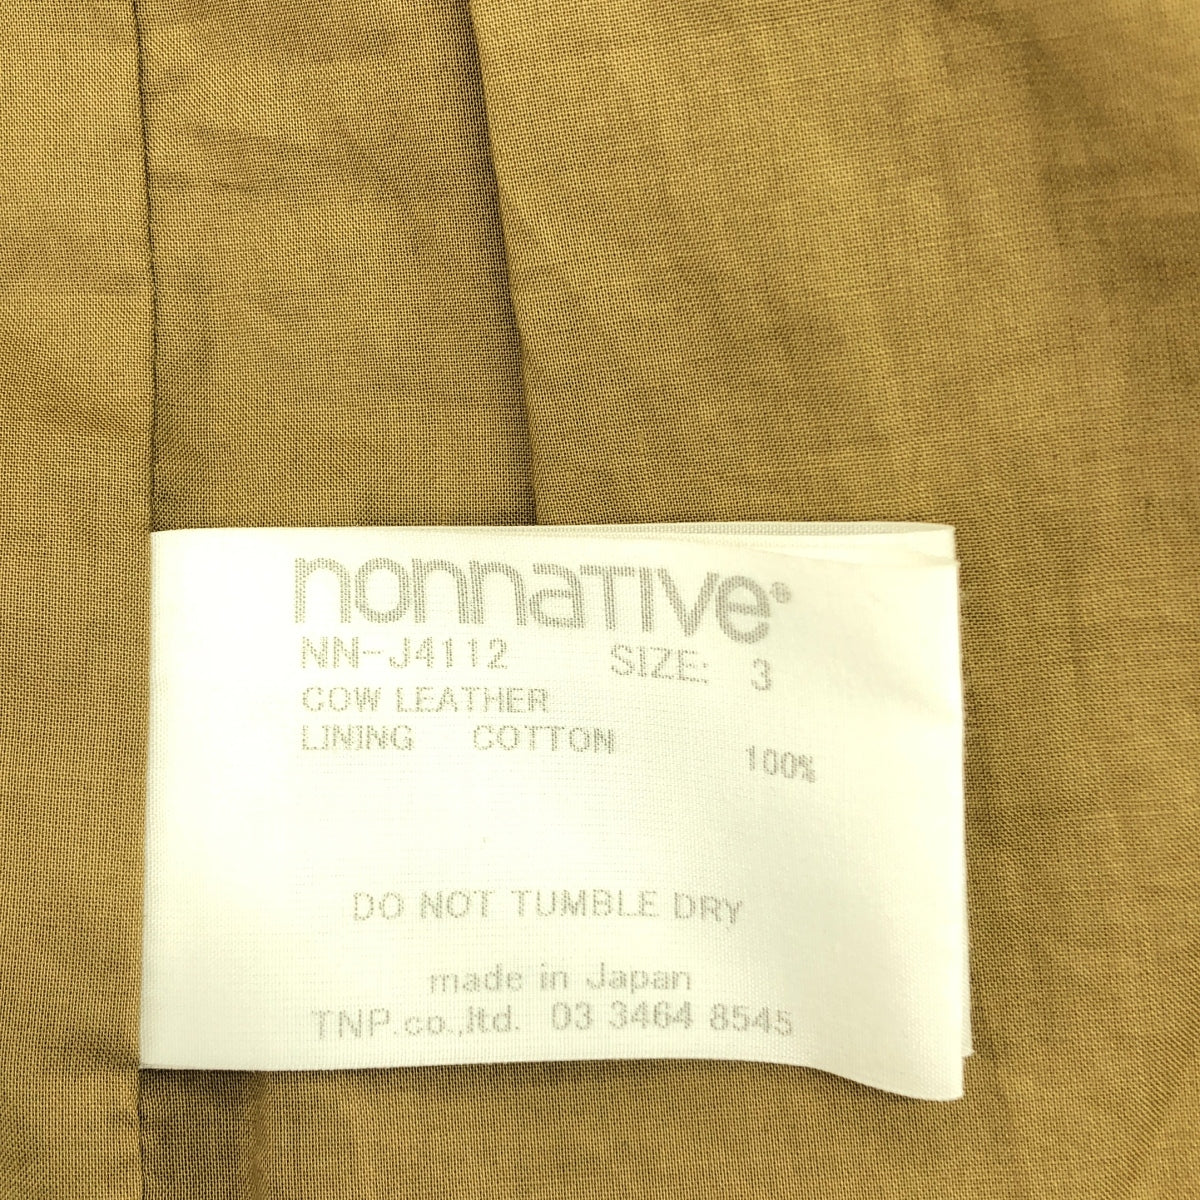 nonnative®
NN-J4112 SIZE: 3
COW LEATHER
LINING COTTON 100%
DO NOT TUMBLE DRY
made in Japan
TNP.co.,ltd. 03 3464 8545